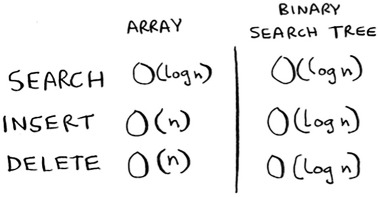 ARRAY
BINARY
SEARCH TREE
SEARCH O(log n) O(log n)
INSERT O(n) O(log n)
DELETE O(n) O(log n)